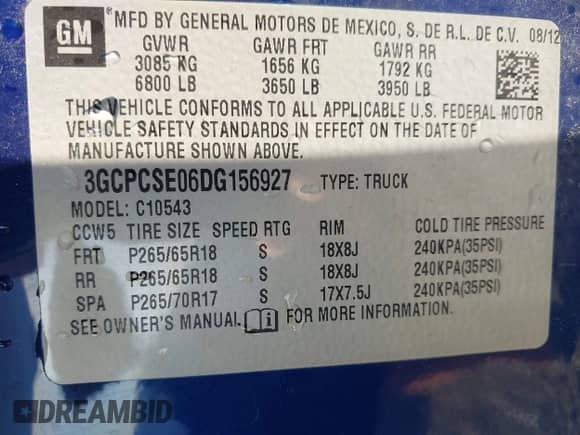 GM
MFD BY GENERAL MOTORS DE MEXICO, S. DE R.L. DE C.V. 08/12
GVWR GAWR FRT GAWR RR
3085 KG 1656 KG 1792 KG
6800 LB 3650 LB 3950 LB
THIS VEHICLE CONFORMS TO ALL APPLICABLE U.S. FEDERAL MOTOR
VEHICLE SAFETY STANDARDS IN EFFECT ON THE DATE OF
MANUFACTURE SHOWN ABOVE.
3GCPCSE06DG156927 TYPE: TRUCK
MODEL: C10543
CCW5 TIRE SIZE SPEED RTG RIM COLD TIRE PRESSURE
FRT P265/65R18 S 18X8J 240KPA(35PSI)
RR P265/65R18 S 18X8J 240KPA(35PSI)
SPA P265/70R17 S 17X7.5J 240KPA(35PSI)
SEE OWNER'S MANUAL. i FOR MORE INFORMATION.
DREAMBID